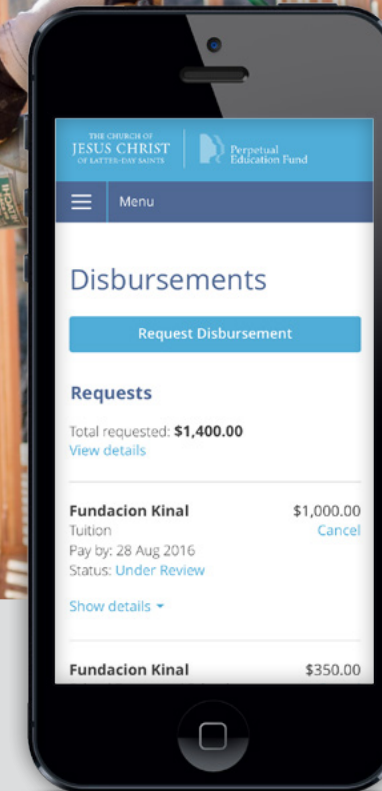 THE CHURCH OF
JESUS CHRIST
OF LATTER-DAY SAINTS
Perpetual
Education Fund
Menu
Disbursements
Request Disbursement
Requests
Total requested: $1,400.00
View details
Fundacion Kinal $1,000.00
Tuition Cancel
Pay by: 28 Aug 2016
Status: Under Review
Show details
Fundacion Kinal $350.00